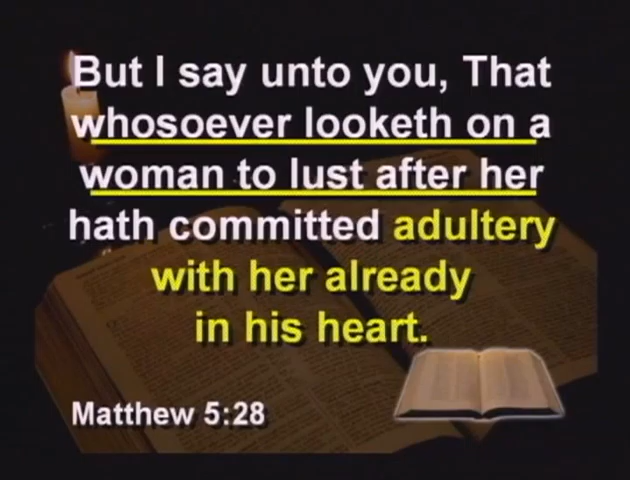 But I say unto you, That
whosoever looketh on a
woman to lust after her
hath committed adultery
with her already
in his heart.
Matthew 5:28